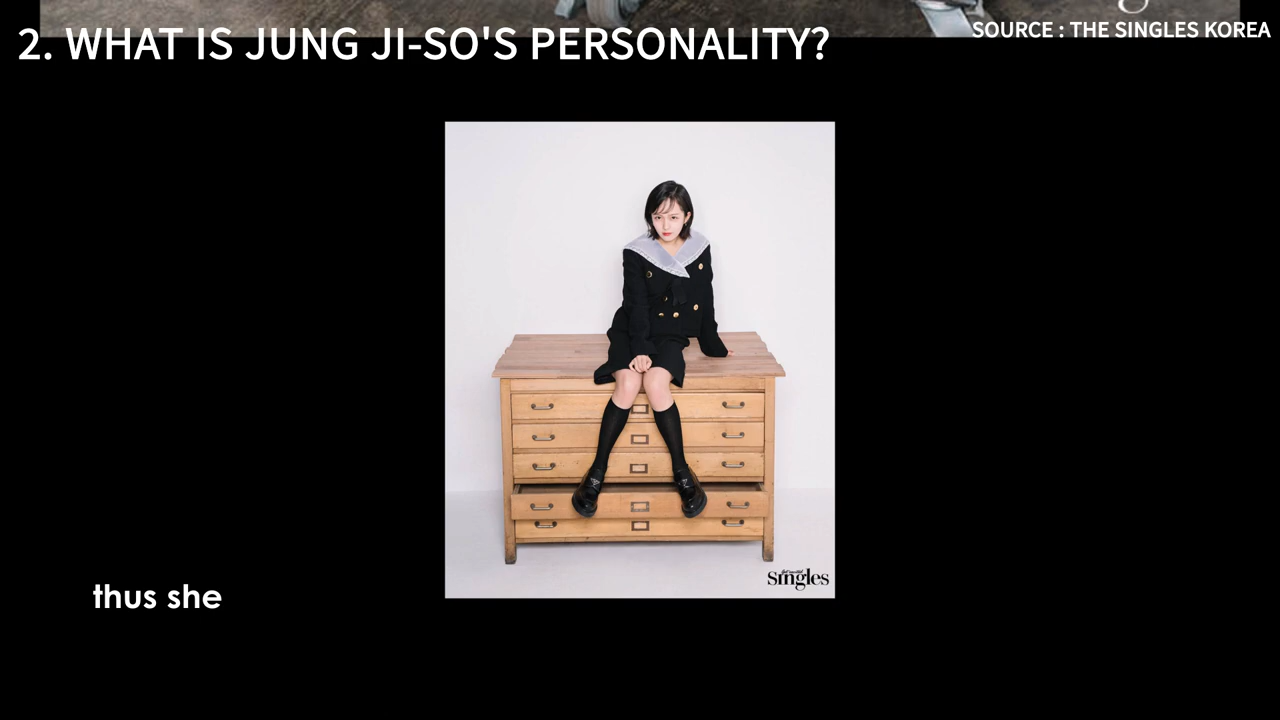 2. WHAT IS JUNG JI-SO'S PERSONALITY?
SOURCE : THE SINGLES KOREA
Singles
thus she